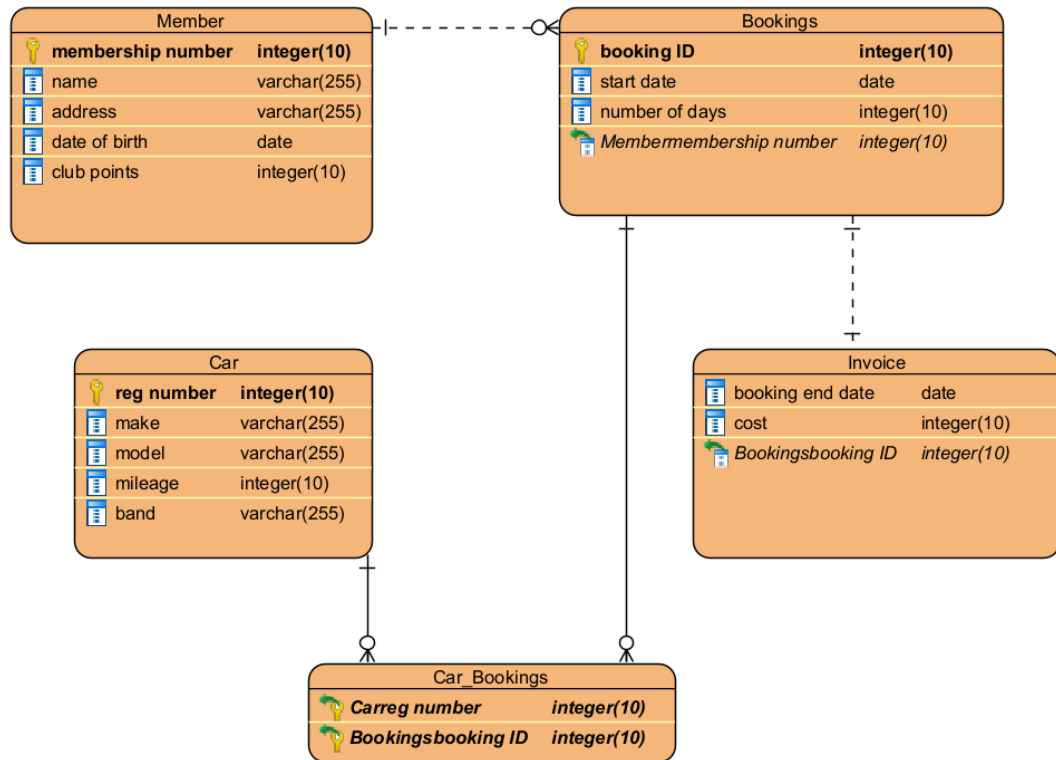 Member
membership number integer(10)
name varchar(255)
address varchar(255)
date of birth date
club points integer(10)
Bookings
booking ID integer(10)
start date date
number of days integer(10)
Membermembership number integer(10)
Car
reg number integer(10)
make varchar(255)
model varchar(255)
mileage integer(10)
band varchar(255)
Invoice
booking end date date
cost integer(10)
Bookingsbooking ID integer(10)
Car_Bookings
Carreg number integer(10)
Bookingsbooking ID integer(10)